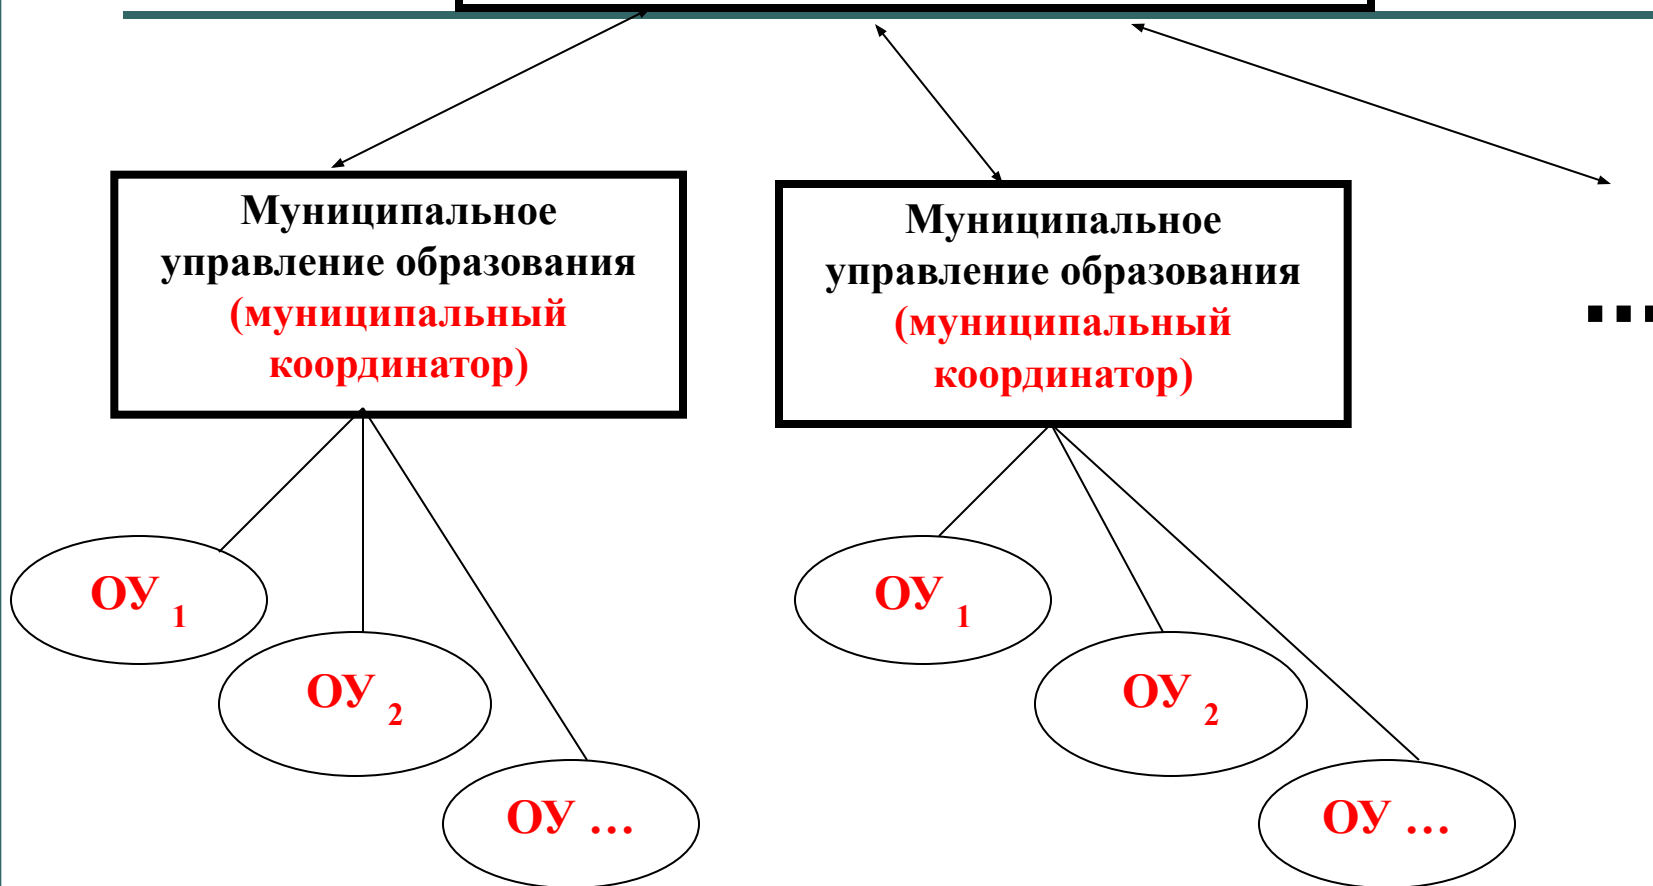 Муниципальное
управление образования
(муниципальный
координатор)
Муниципальное
управление образования
(муниципальный
координатор)
...
ОУ 1
ОУ 2
ОУ …
ОУ 1
ОУ 2
ОУ …